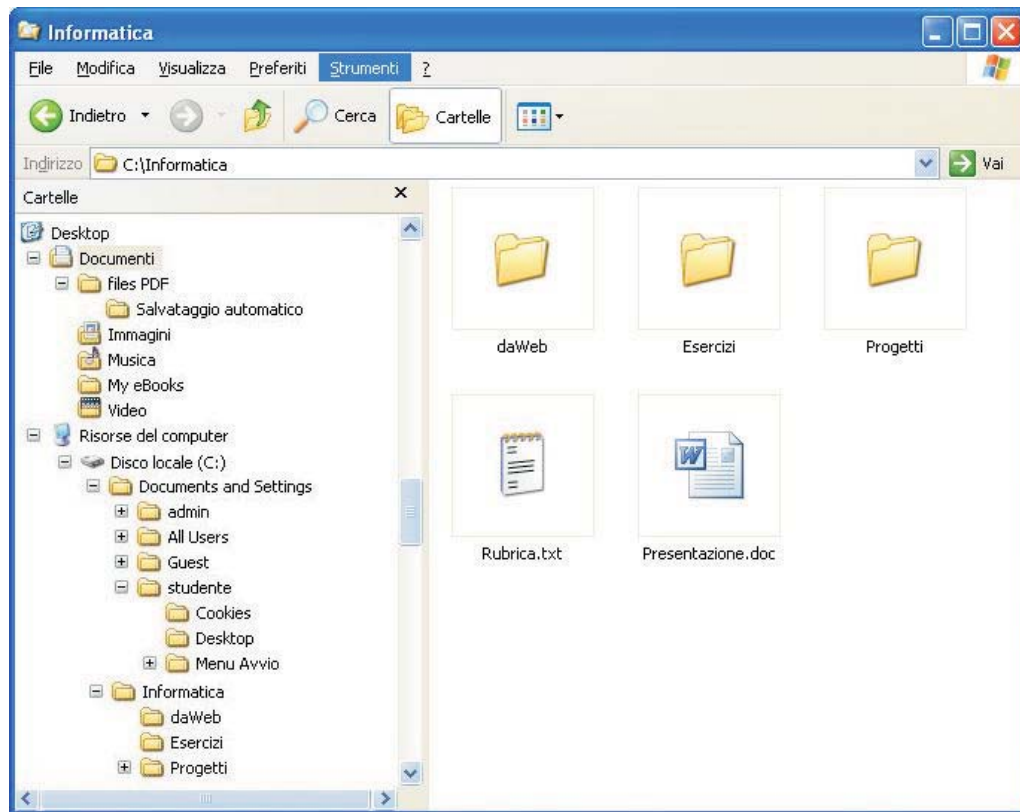 Informatica
File Modifica Visualizza Preferiti Strumenti ?
Indietro Cerca Cartelle
Indirizzo C:\Informatica Vai
Cartelle
Desktop
Documenti
files PDF
Salvataggio automatico
Immagini
Musica
My eBooks
Video
Risorse del computer
Disco locale (C:)
Documents and Settings
admin
All Users
Guest
studente
Cookies
Desktop
Menu Avvio
Informatica
daWeb
Esercizi
Progetti
daWeb Esercizi Progetti
Rubrica.txt Presentazione.doc